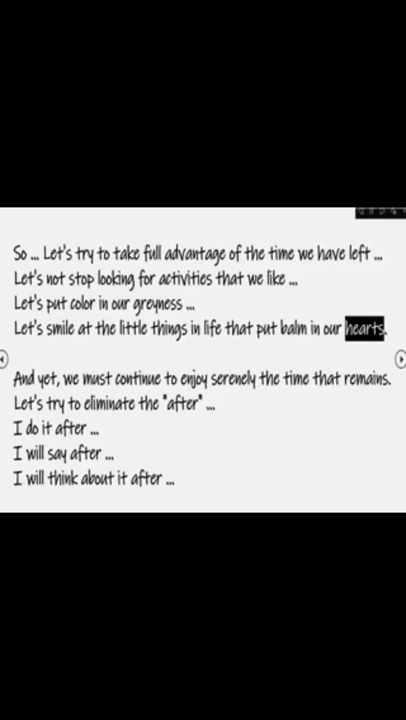 So ... Let's try to take full advantage of the time we have left ...
Let's not stop looking for activities that we like ...
Let's put color in our greyness ...
Let's smile at the little things in life that put balm in our hearts.
And yet, we must continue to enjoy serenely the time that remains.
Let's try to eliminate the "after" ...
I do it after ...
I will say after ...
I will think about it after ...